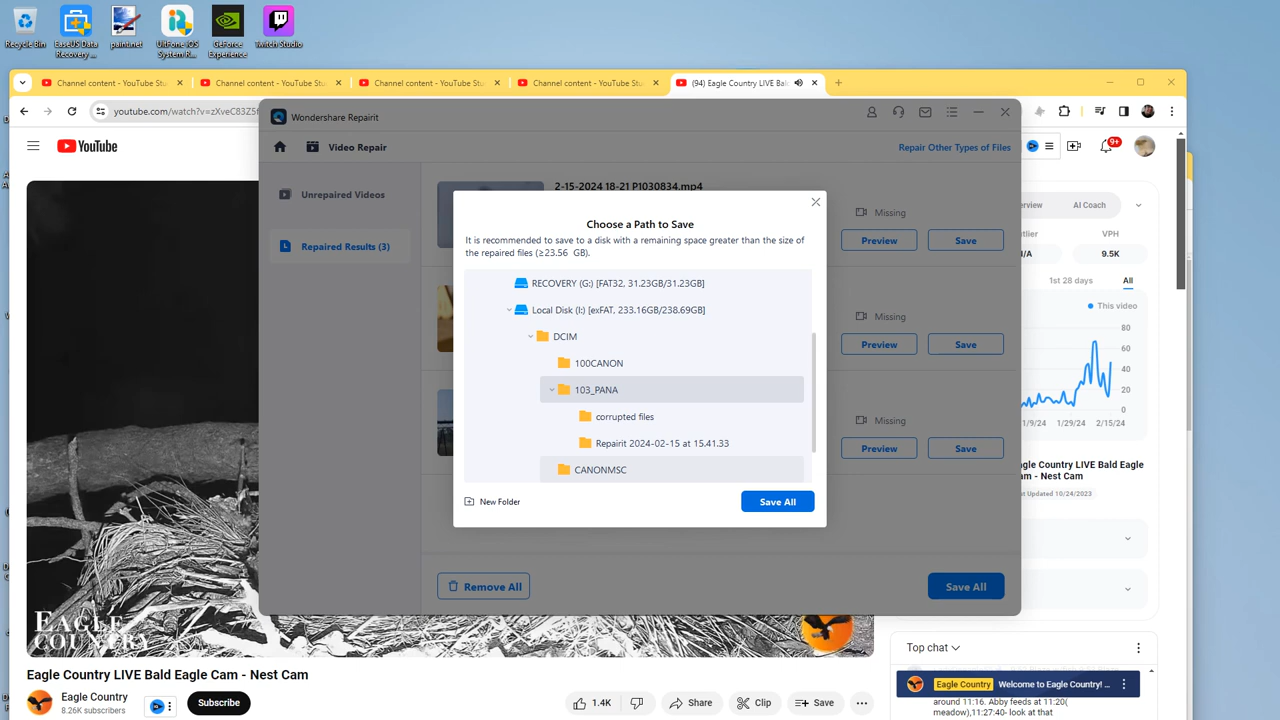 Recycle Bin
EaseUS Data
Recovery ...
paint.net
UltFone iOS
System R...
GeForce
Experience
Twitch Studio
Channel content - YouTube Stu
Channel content - YouTube Stu
Channel content - YouTube Stu
Channel content - YouTube Stu
(94) Eagle Country LIVE Bal
youtube.com/watch?v=zXveC83Z5f
YouTube
9+
Wondershare Repairit
Video Repair
Repair Other Types of Files
Unrepaired Videos
Repaired Results (3)
2-15-2024 18-21 P1030834.mp4
Missing
Preview
Save
Missing
Preview
Save
Missing
Preview
Save
Choose a Path to Save
It is recommended to save to a disk with a remaining space greater than the size of
the repaired files (≥23.56 GB).
RECOVERY (G:) [FAT32, 31.23GB/31.23GB]
Local Disk (I:) [exFAT, 233.16GB/238.69GB]
DCIM
100CANON
103_PANA
corrupted files
Repairit 2024-02-15 at 15.41.33
CANONMSC
New Folder
Save All
Remove All
Save All
erview
AI Coach
tlier
VPH
I/A
9.5K
1st 28 days
All
This video
80
60
40
20
0
1/9/24
1/29/24
2/15/24
gle Country LIVE Bald Eagle
m - Nest Cam
st Updated 10/24/2023
EAGLE
COUNTRY
Eagle Country LIVE Bald Eagle Cam - Nest Cam
Eagle Country
8.26K subscribers
Subscribe
1.4K
Share
Clip
Save
Top chat
Eagle Country Welcome to Eagle Country! ...
around 11:16. Abby feeds at 11:20(
meadow),11:27:40- look at that